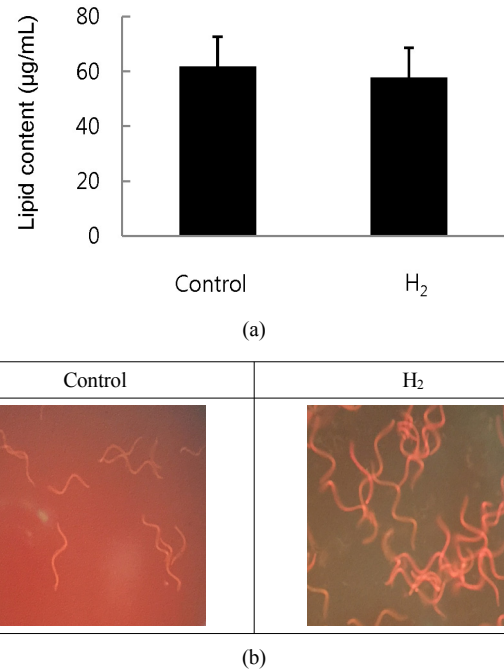 80
60
40
20
0
Lipid content (µg/mL)
Control H₂
(a)
Control H₂
(b)